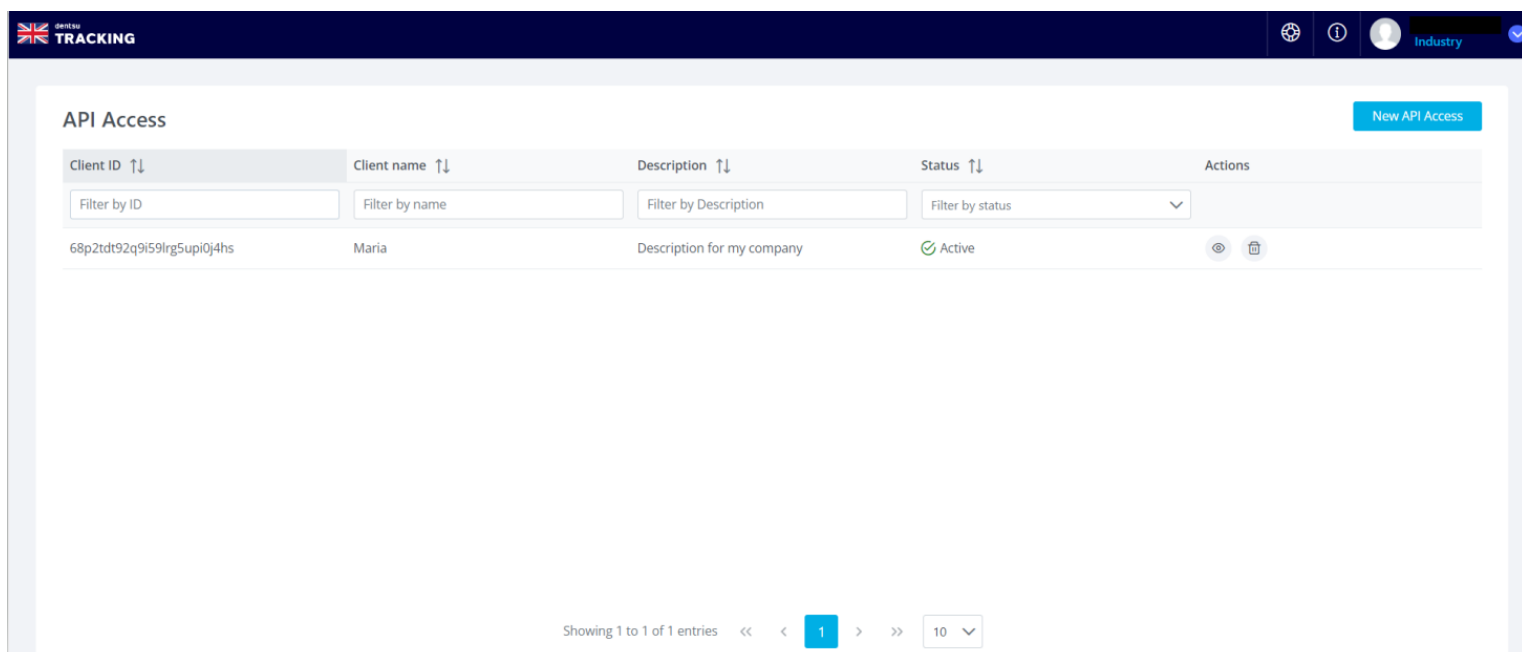 dentsu
TRACKING
Industry
API Access
New API Access
Client ID
Client name
Description
Status
Actions
Filter by ID
Filter by name
Filter by Description
Filter by status
68p2tdt92q9i59lrg5upi0j4hs
Maria
Description for my company
Active
Showing 1 to 1 of 1 entries
<<
<
1
>
>>
10